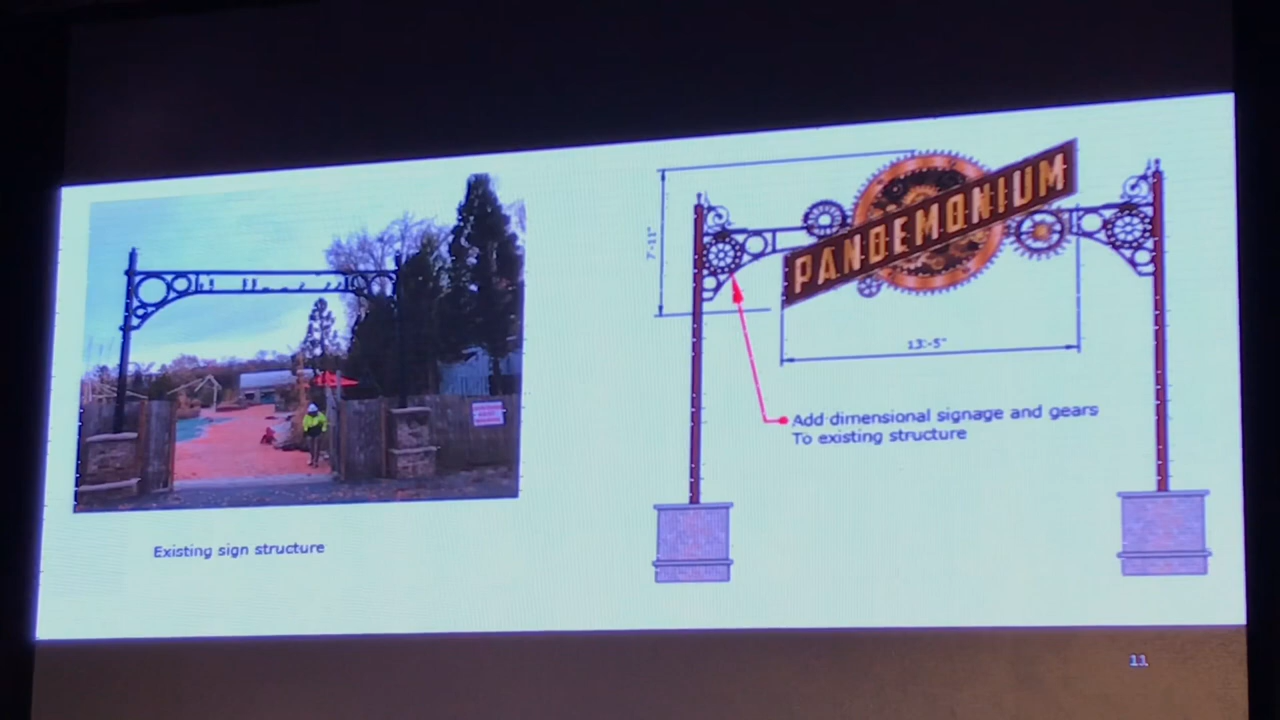 PANDEMONIUM
7'-11"
13'-5"
Add dimensional signage and gears
To existing structure
Existing sign structure
11